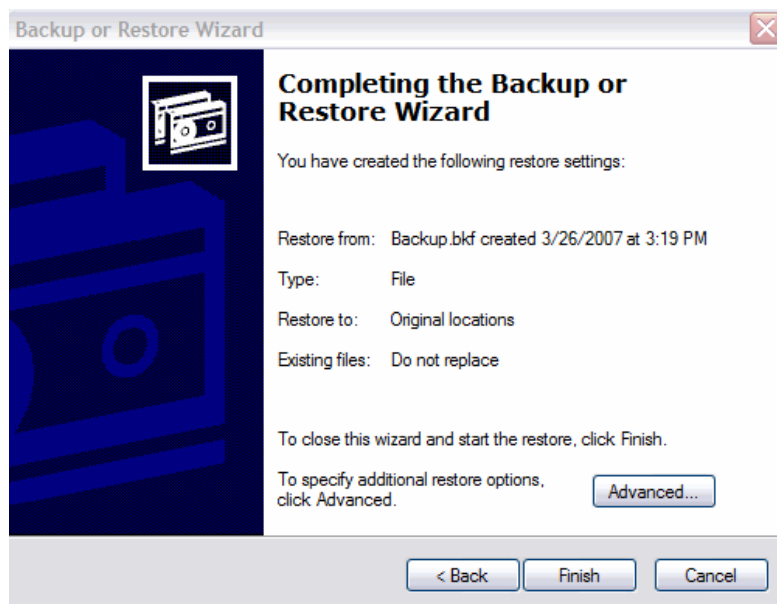 Backup or Restore Wizard
Completing the Backup or
Restore Wizard
You have created the following restore settings:
Restore from: Backup.bkf created 3/26/2007 at 3:19 PM
Type: File
Restore to: Original locations
Existing files: Do not replace
To close this wizard and start the restore, click Finish.
To specify additional restore options,
click Advanced.
Advanced...
< Back Finish Cancel